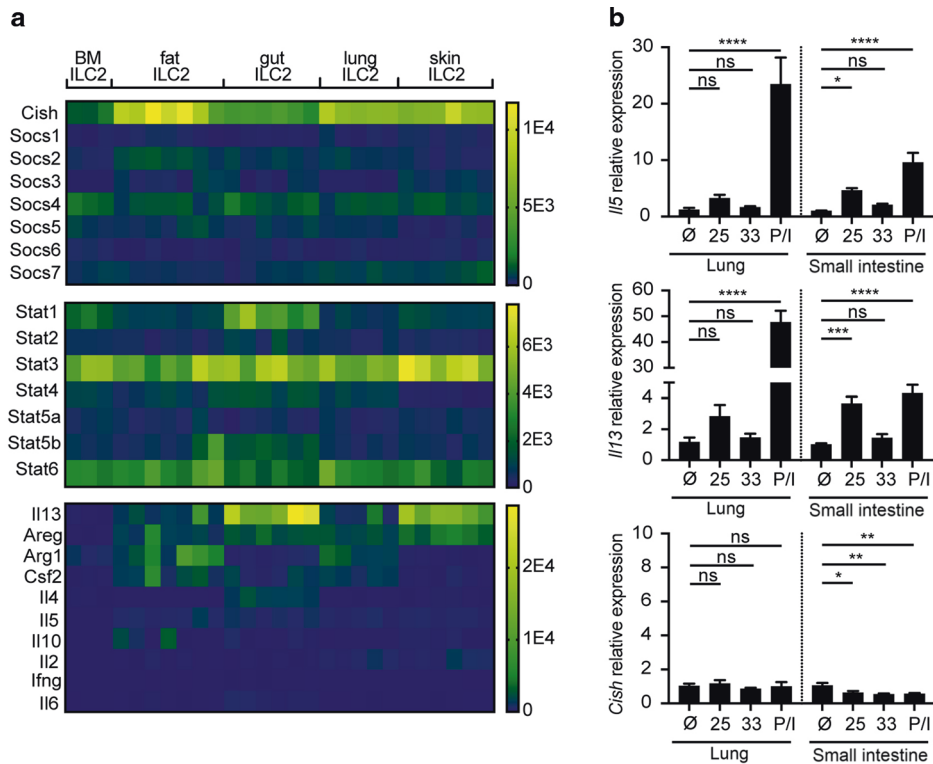 a
BM ILC2
fat ILC2
gut ILC2
lung ILC2
skin ILC2
Cish
Socs1
Socs2
Socs3
Socs4
Socs5
Socs6
Socs7
1E4
5E3
0
Stat1
Stat2
Stat3
Stat4
Stat5a
Stat5b
Stat6
6E3
4E3
2E3
0
Il13
Areg
Arg1
Csf2
Il4
Il5
Il10
Il2
Ifng
Il6
2E4
1E4
0
b
Il5 relative expression
30
20
10
0
**** ****
ns ns
ns *
Ø 25 33 P/I Ø 25 33 P/I
Lung Small intestine
Il13 relative expression
60
50
40
30
4
2
0
**** ****
ns ns
ns ***
Ø 25 33 P/I Ø 25 33 P/I
Lung Small intestine
Cish relative expression
10
8
6
4
2
0
ns **
ns **
ns *
Ø 25 33 P/I Ø 25 33 P/I
Lung Small intestine